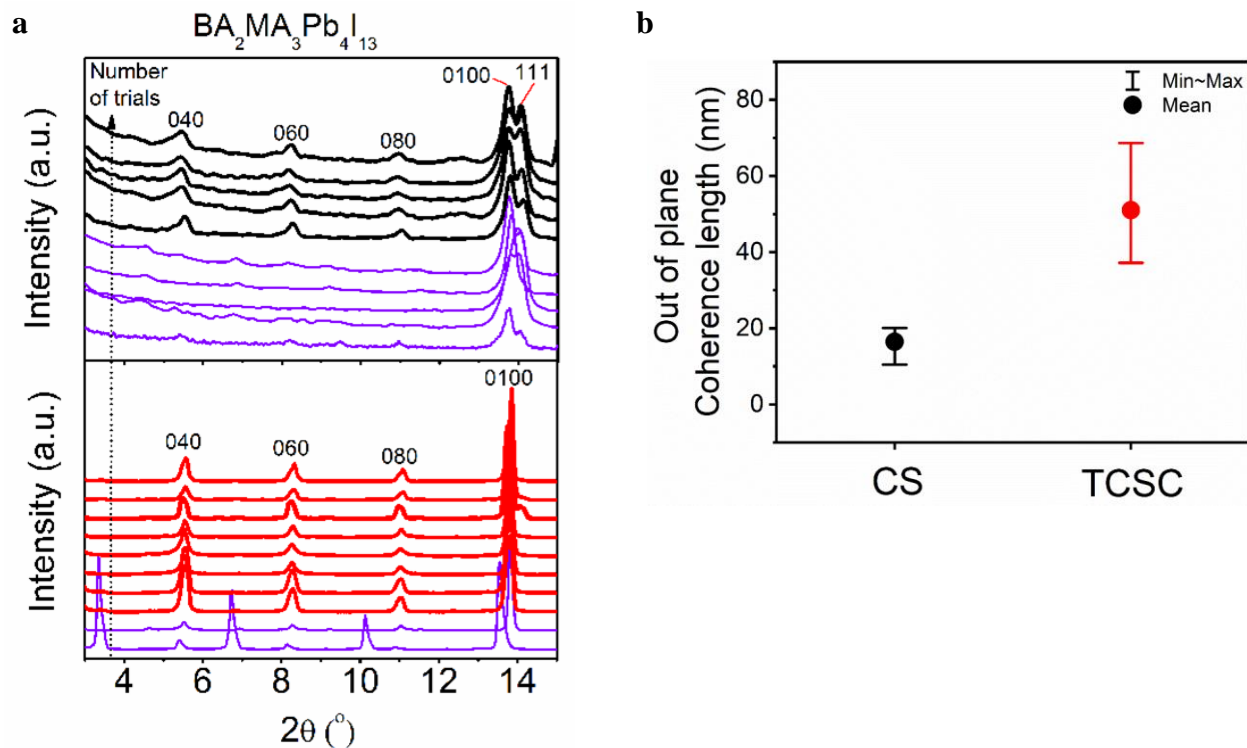 a
BA₂MA₃Pb₄I₁₃
Number
of trials
0100 111
040
060
080
Intensity (a.u.)
0100
040
060
080
Intensity (a.u.)
4 6 8 10 12 14
2θ (°)
b
Min~Max
Mean
80
60
40
20
0
Out of plane
Coherence length (nm)
CS TCSC